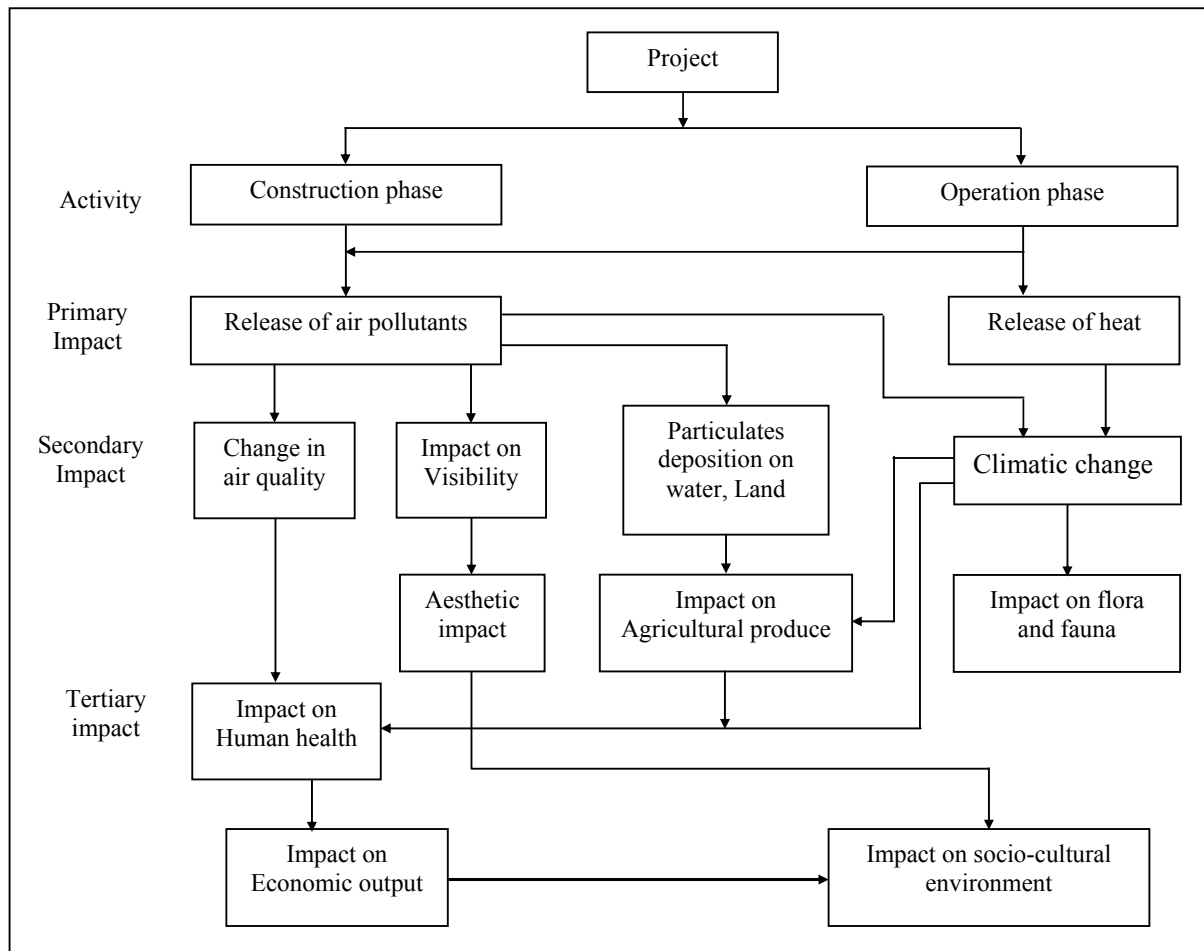 Project
Activity
Construction phase
Operation phase
Primary
Impact
Release of air pollutants
Release of heat
Secondary
Impact
Change in
air quality
Impact on
Visibility
Particulates
deposition on
water, Land
Climatic change
Aesthetic
impact
Impact on
Agricultural produce
Impact on flora
and fauna
Tertiary
impact
Impact on
Human health
Impact on
Economic output
Impact on socio-cultural
environment